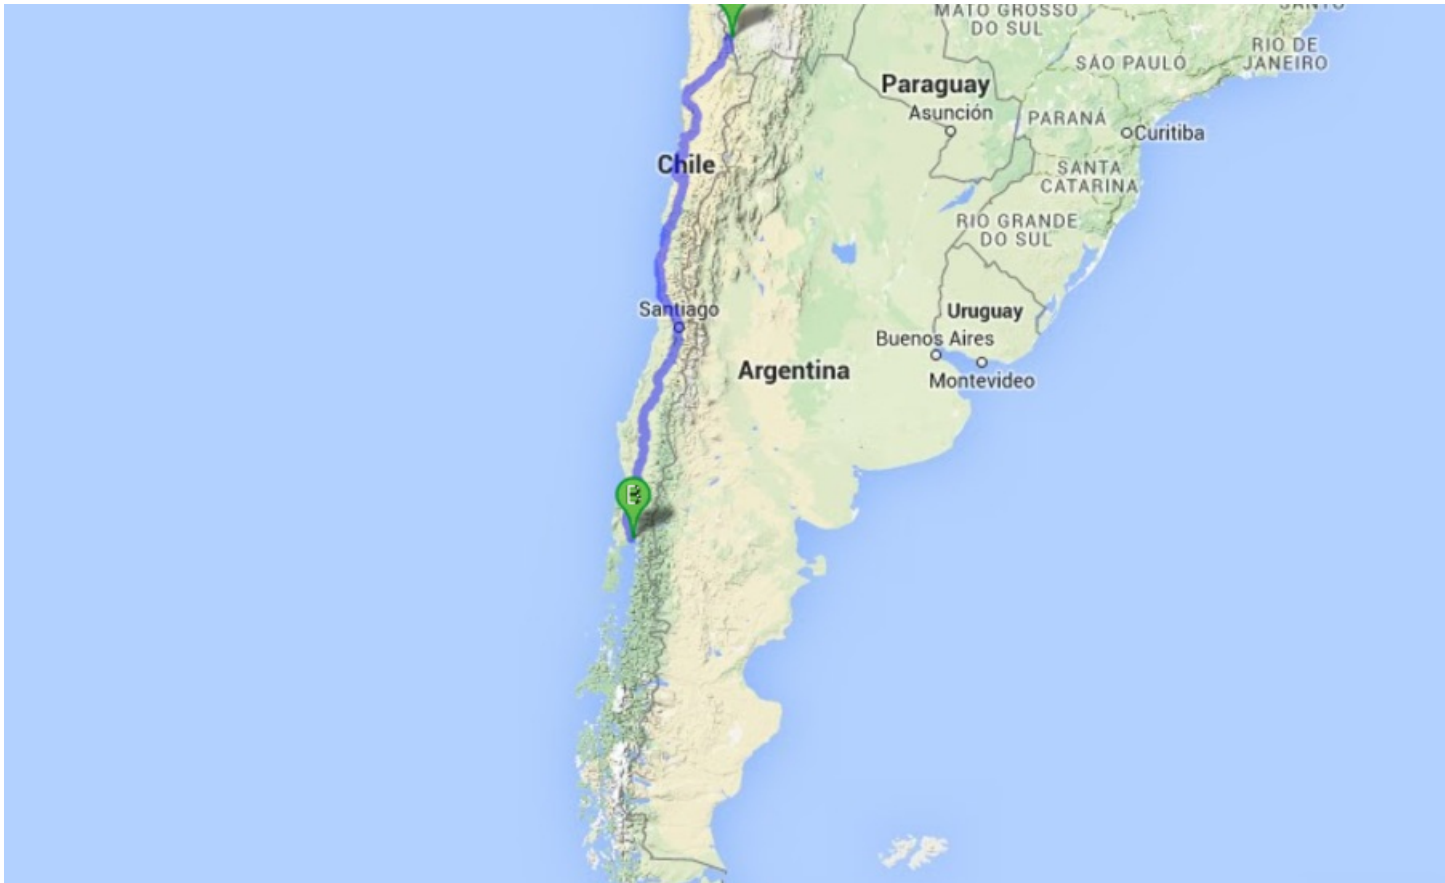 MATO GROSSO
DO SUL
RIO DE
JANEIRO
SÃO PAULO
Paraguay
Asunción
PARANÁ
Curitiba
Chile
SANTA
CATARINA
RIO GRANDE
DO SUL
Santiago
Uruguay
Buenos Aires
Montevideo
Argentina